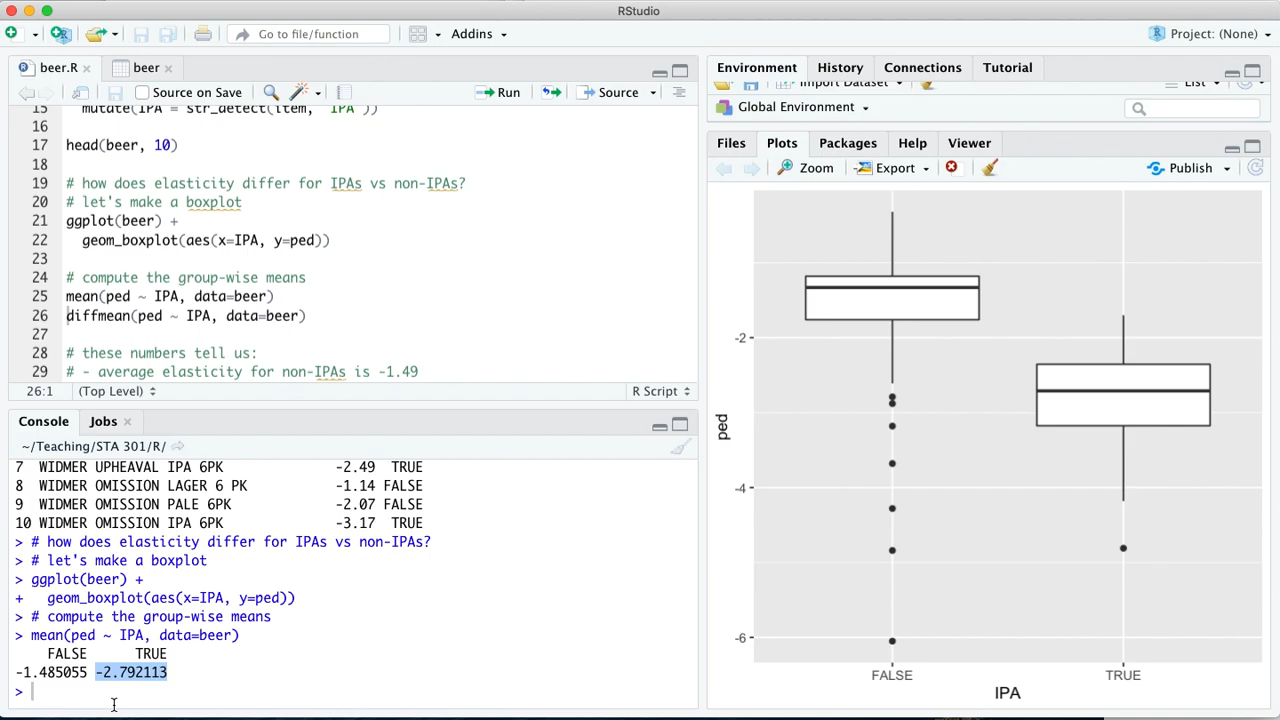 RStudio
Go to file/function
Addins
Project: (None)
beer.R
beer
Source on Save
Run
Source
15 mutate(IPA = str_detect(item, "IPA"))
16
17 head(beer, 10)
18
19 # how does elasticity differ for IPAs vs non-IPAs?
20 # let's make a boxplot
21 ggplot(beer) +
22 geom_boxplot(aes(x=IPA, y=ped))
23
24 # compute the group-wise means
25 mean(ped ~ IPA, data=beer)
26 diffmean(ped ~ IPA, data=beer)
27
28 # these numbers tell us:
29 # - average elasticity for non-IPAs is -1.49
26:1
(Top Level)
R Script
Console
Jobs
~/Teaching/STA 301/R/
7 WIDMER UPHEAVAL IPA 6PK -2.49 TRUE
8 WIDMER OMISSION LAGER 6 PK -1.14 FALSE
9 WIDMER OMISSION PALE 6PK -2.07 FALSE
10 WIDMER OMISSION IPA 6PK -3.17 TRUE
> # how does elasticity differ for IPAs vs non-IPAs?
> # let's make a boxplot
> ggplot(beer) +
+ geom_boxplot(aes(x=IPA, y=ped))
> # compute the group-wise means
> mean(ped ~ IPA, data=beer)
FALSE TRUE
-1.485055 -2.792113
>
Environment
History
Connections
Tutorial
Import Dataset
List
Global Environment
Files
Plots
Packages
Help
Viewer
Zoom
Export
Publish
-2
-4
-6
ped
FALSE
TRUE
IPA